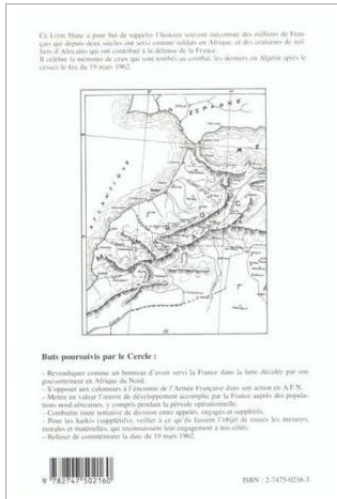 Ce Livre blanc a pour but de rappeler l'histoire souvent méconnue des millions de Fran-
çais qui depuis deux siècles ont servi comme soldats en Afrique, et des centaines de mil-
liers d'Africains qui ont contribué à la défense de la France.
Il célèbre la mémoire de ceux qui sont tombés au combat, les derniers en Algérie après le
cessez-le-feu du 19 mars 1962.
ESPAGNE
ATLANTIQUE
Buts poursuivis par le Cercle :
- Revendiquer comme un honneur d'avoir servi la France dans la lutte décidée par son
gouvernement en Afrique du Nord.
- S'opposer aux calomnies à l'encontre de l'Armée Française dans son action en A.F.N.
- Mettre en valeur l'œuvre de développement accomplie par la France auprès des popula-
tions nord-africaines, y compris pendant la période opérationnelle.
- Combattre toute tentative de division entre appelés, engagés et supplétifs.
- Pour les harkis (supplétifs), veiller à ce qu'ils fassent l'objet de toutes les mesures,
morales et matérielles, qui reconnaissent leur engagement à nos côtés.
- Refuser de commémorer la date du 19 mars 1962.
9 782747 502160
ISBN : 2-7475-0216-3